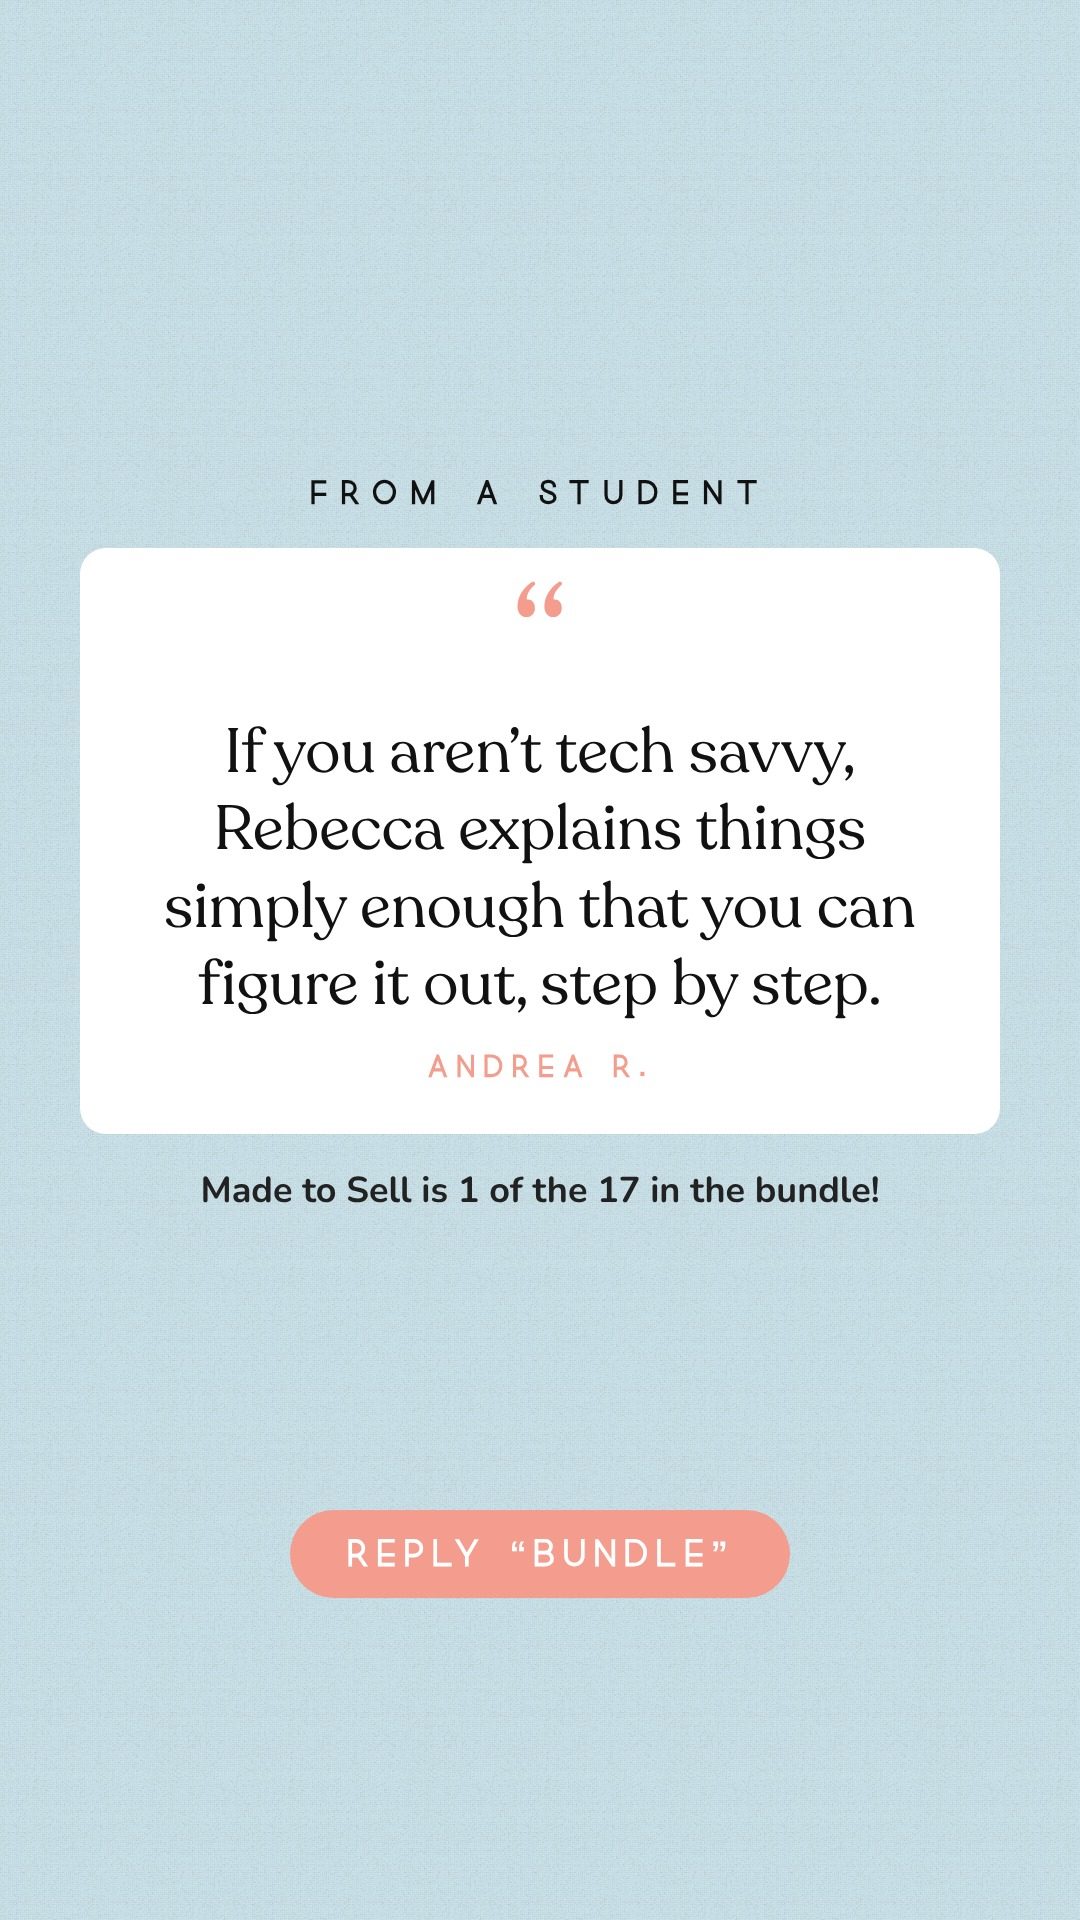 FROM A STUDENT
“
If you aren’t tech savvy,
Rebecca explains things
simply enough that you can
figure it out, step by step.
ANDREA R.
Made to Sell is 1 of the 17 in the bundle!
REPLY “BUNDLE”